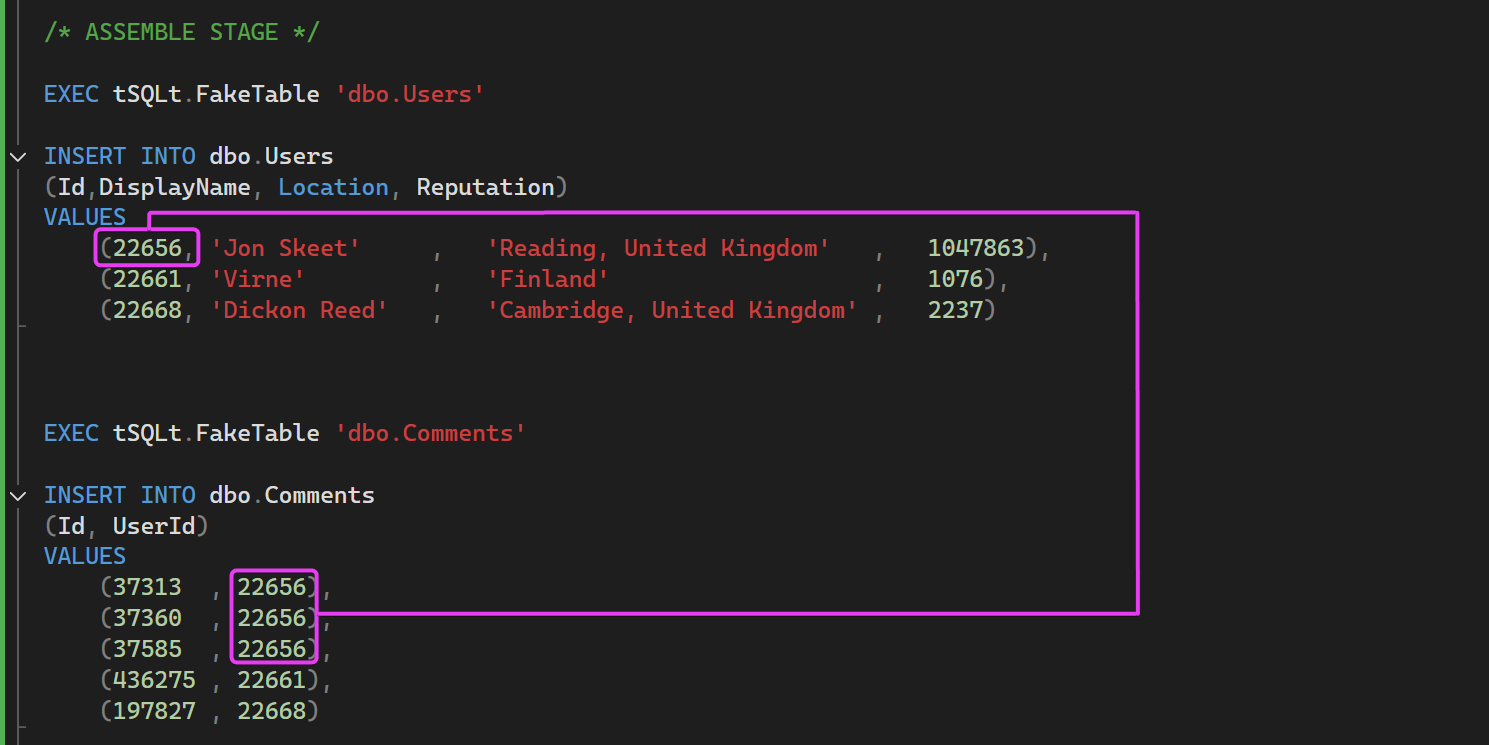 /* ASSEMBLE STAGE */
EXEC tSQLt.FakeTable 'dbo.Users'
INSERT INTO dbo.Users
(Id,DisplayName, Location, Reputation)
VALUES
(22656, 'Jon Skeet' , 'Reading, United Kingdom' , 1047863),
(22661, 'Virne' , 'Finland' , 1076),
(22668, 'Dickon Reed' , 'Cambridge, United Kingdom' , 2237)
EXEC tSQLt.FakeTable 'dbo.Comments'
INSERT INTO dbo.Comments
(Id, UserId)
VALUES
(37313 , 22656),
(37360 , 22656),
(37585 , 22656),
(436275 , 22661),
(197827 , 22668)